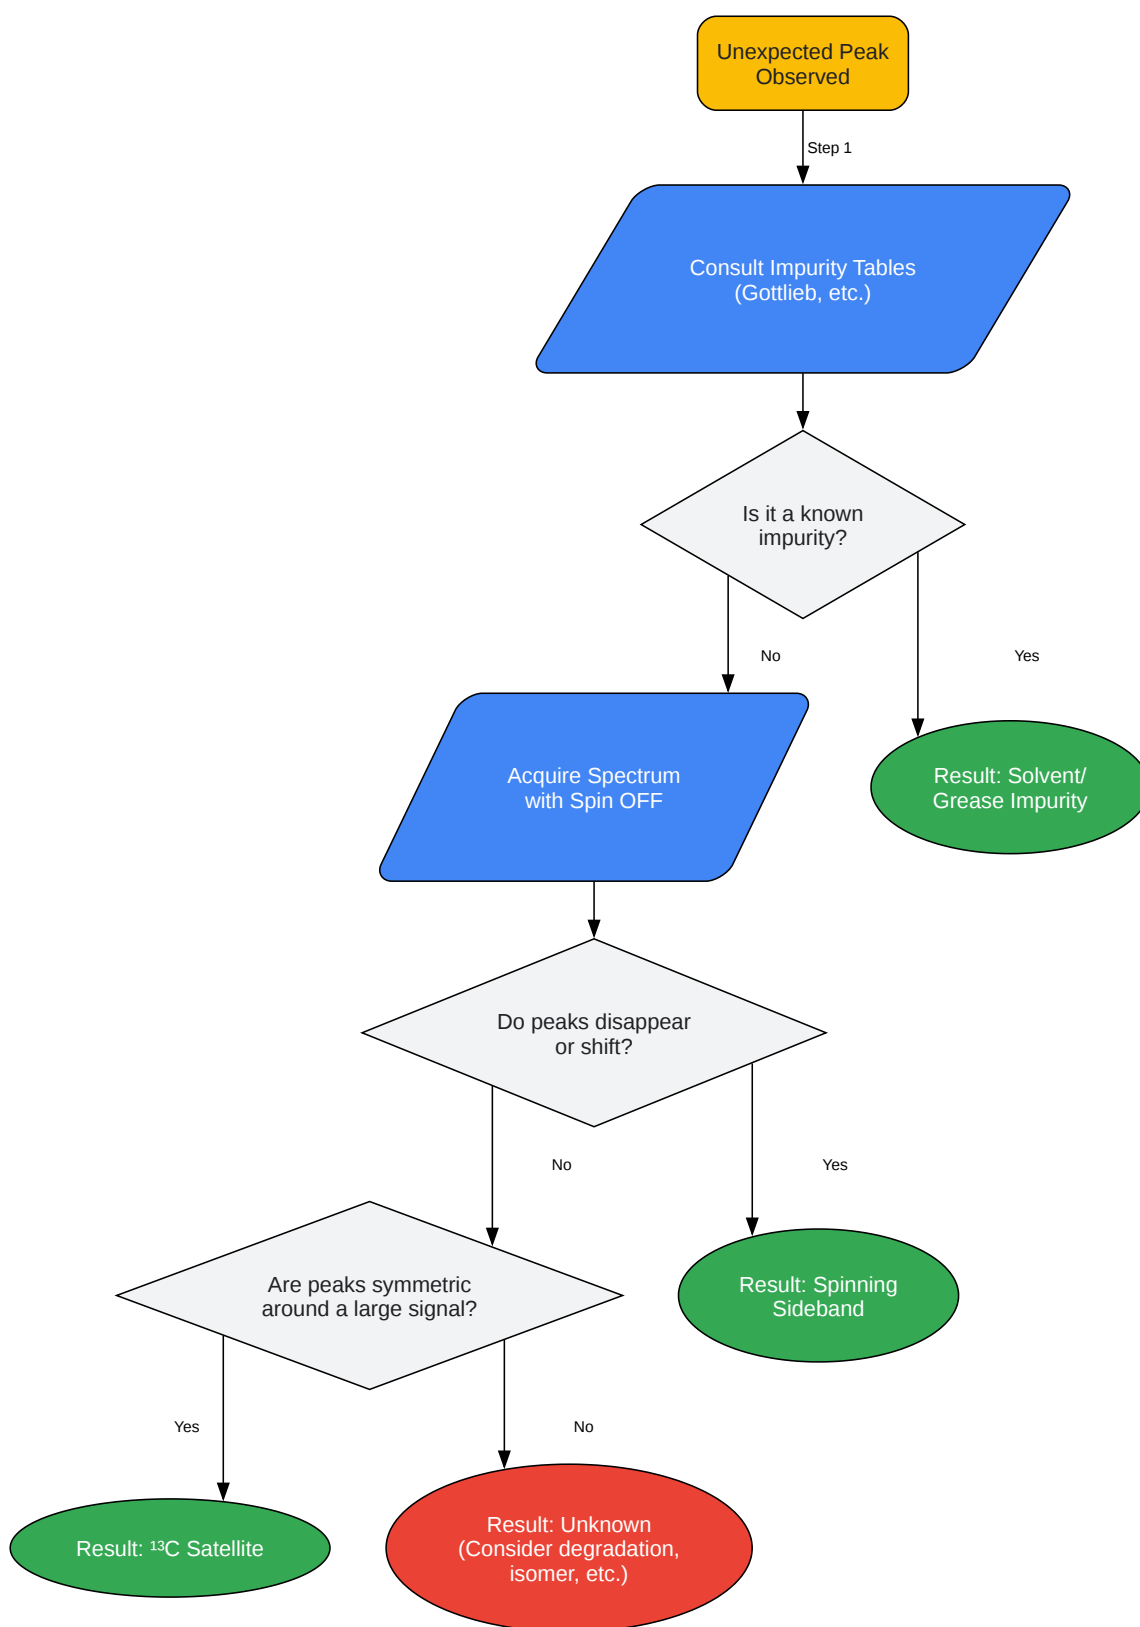 Unexpected Peak
Observed
Step 1
Consult Impurity Tables
(Gottlieb, etc.)
Is it a known
impurity?
No
Yes
Acquire Spectrum
with Spin OFF
Result: Solvent/
Grease Impurity
Do peaks disappear
or shift?
No
Yes
Are peaks symmetric
around a large signal?
Result: Spinning
Sideband
Yes
No
Result: ¹³C Satellite
Result: Unknown
(Consider degradation,
isomer, etc.)